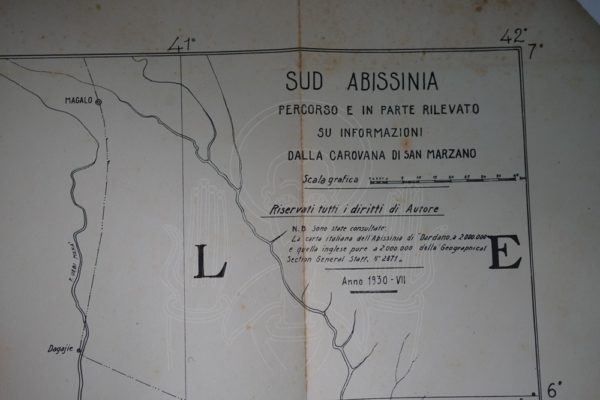 41°
42°
7°
SUD ABISSINIA
MAGALO
PERCORSO E IN PARTE RILEVATO
SU INFORMAZIONI
DALLA CAROVANA DI SAN MARZANO
Scala grafica
Riservati tutti i diritti di Autore
N.B Sono state consultate:
La carta italiana dell'Abissinia di "Dardano, a 2.000.000
e quella inglese pure a 2.000.000 della Geographical
Section General Staff, N° 2871.
L E
Anno 1930-VII
Dagajie
6°